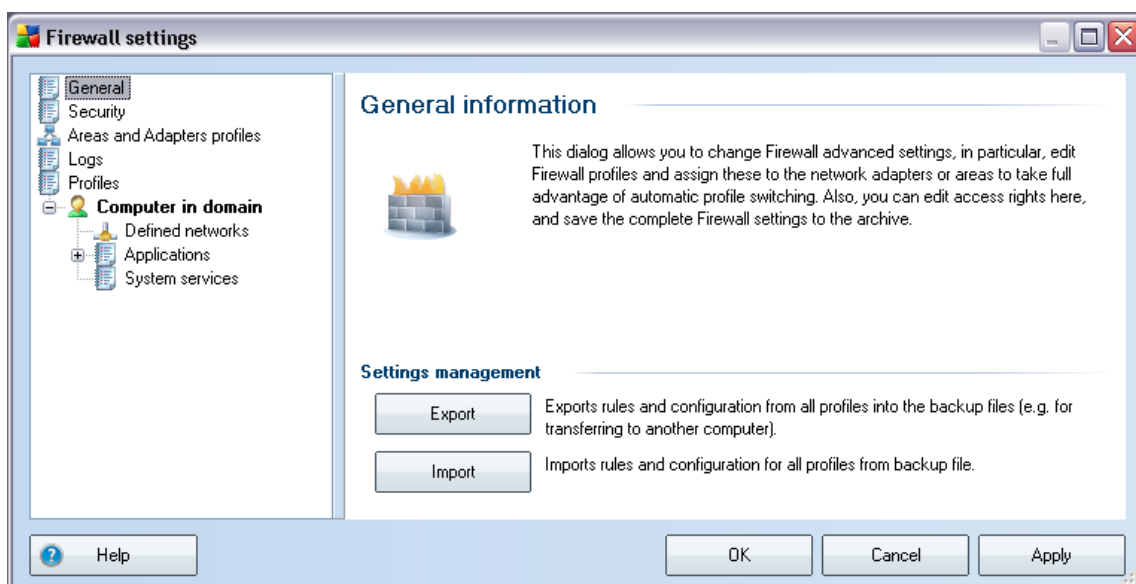 Firewall settings
General
Security
Areas and Adapters profiles
Logs
Profiles
Computer in domain
Defined networks
Applications
System services
General information
This dialog allows you to change Firewall advanced settings, in particular, edit
Firewall profiles and assign these to the network adapters or areas to take full
advantage of automatic profile switching. Also, you can edit access rights here,
and save the complete Firewall settings to the archive.
Settings management
Export
Exports rules and configuration from all profiles into the backup files (e.g. for
transferring to another computer).
Import
Imports rules and configuration for all profiles from backup file.
Help
OK
Cancel
Apply